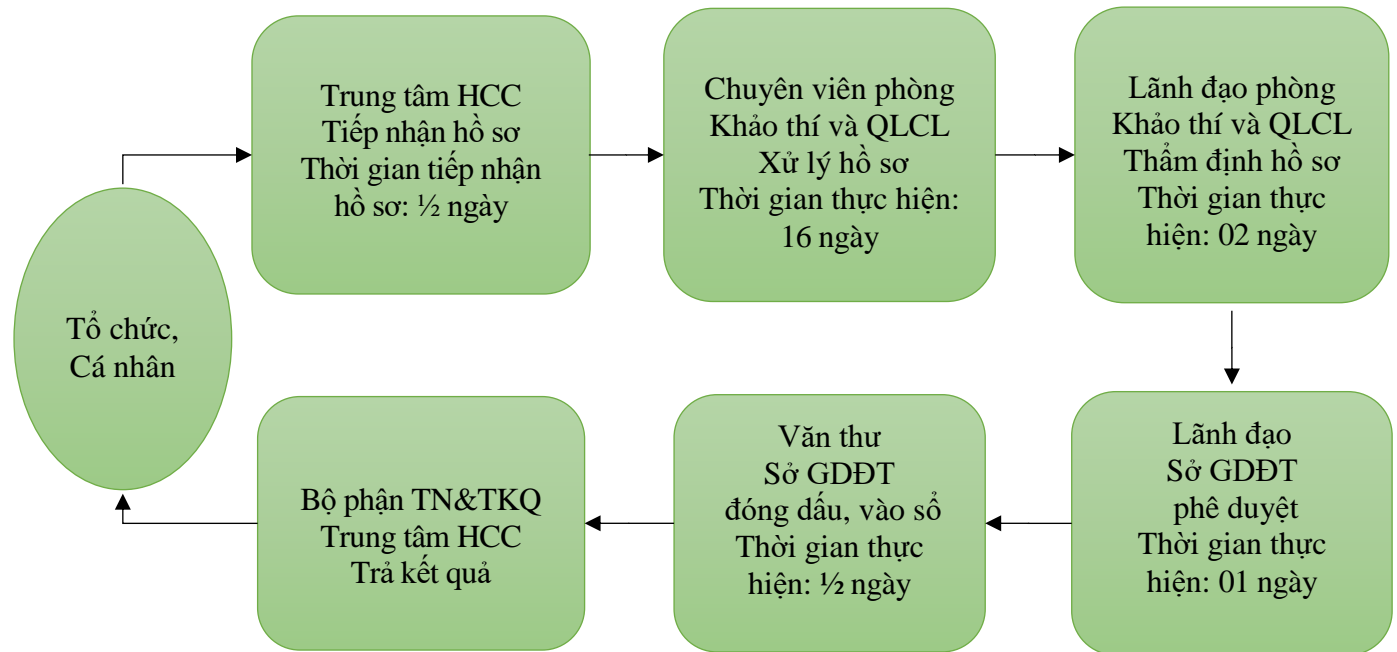 Trung tâm HCC
Tiếp nhận hồ sơ
Thời gian tiếp nhận
hồ sơ: ½ ngày
Chuyên viên phòng
Khảo thí và QLCL
Xử lý hồ sơ
Thời gian thực hiện:
16 ngày
Lãnh đạo phòng
Khảo thí và QLCL
Thẩm định hồ sơ
Thời gian thực
hiện: 02 ngày
Tổ chức,
Cá nhân
Bộ phận TN&TKQ
Trung tâm HCC
Trả kết quả
Văn thư
Sở GDĐT
đóng dấu, vào sổ
Thời gian thực
hiện: ½ ngày
Lãnh đạo
Sở GDĐT
phê duyệt
Thời gian thực
hiện: 01 ngày